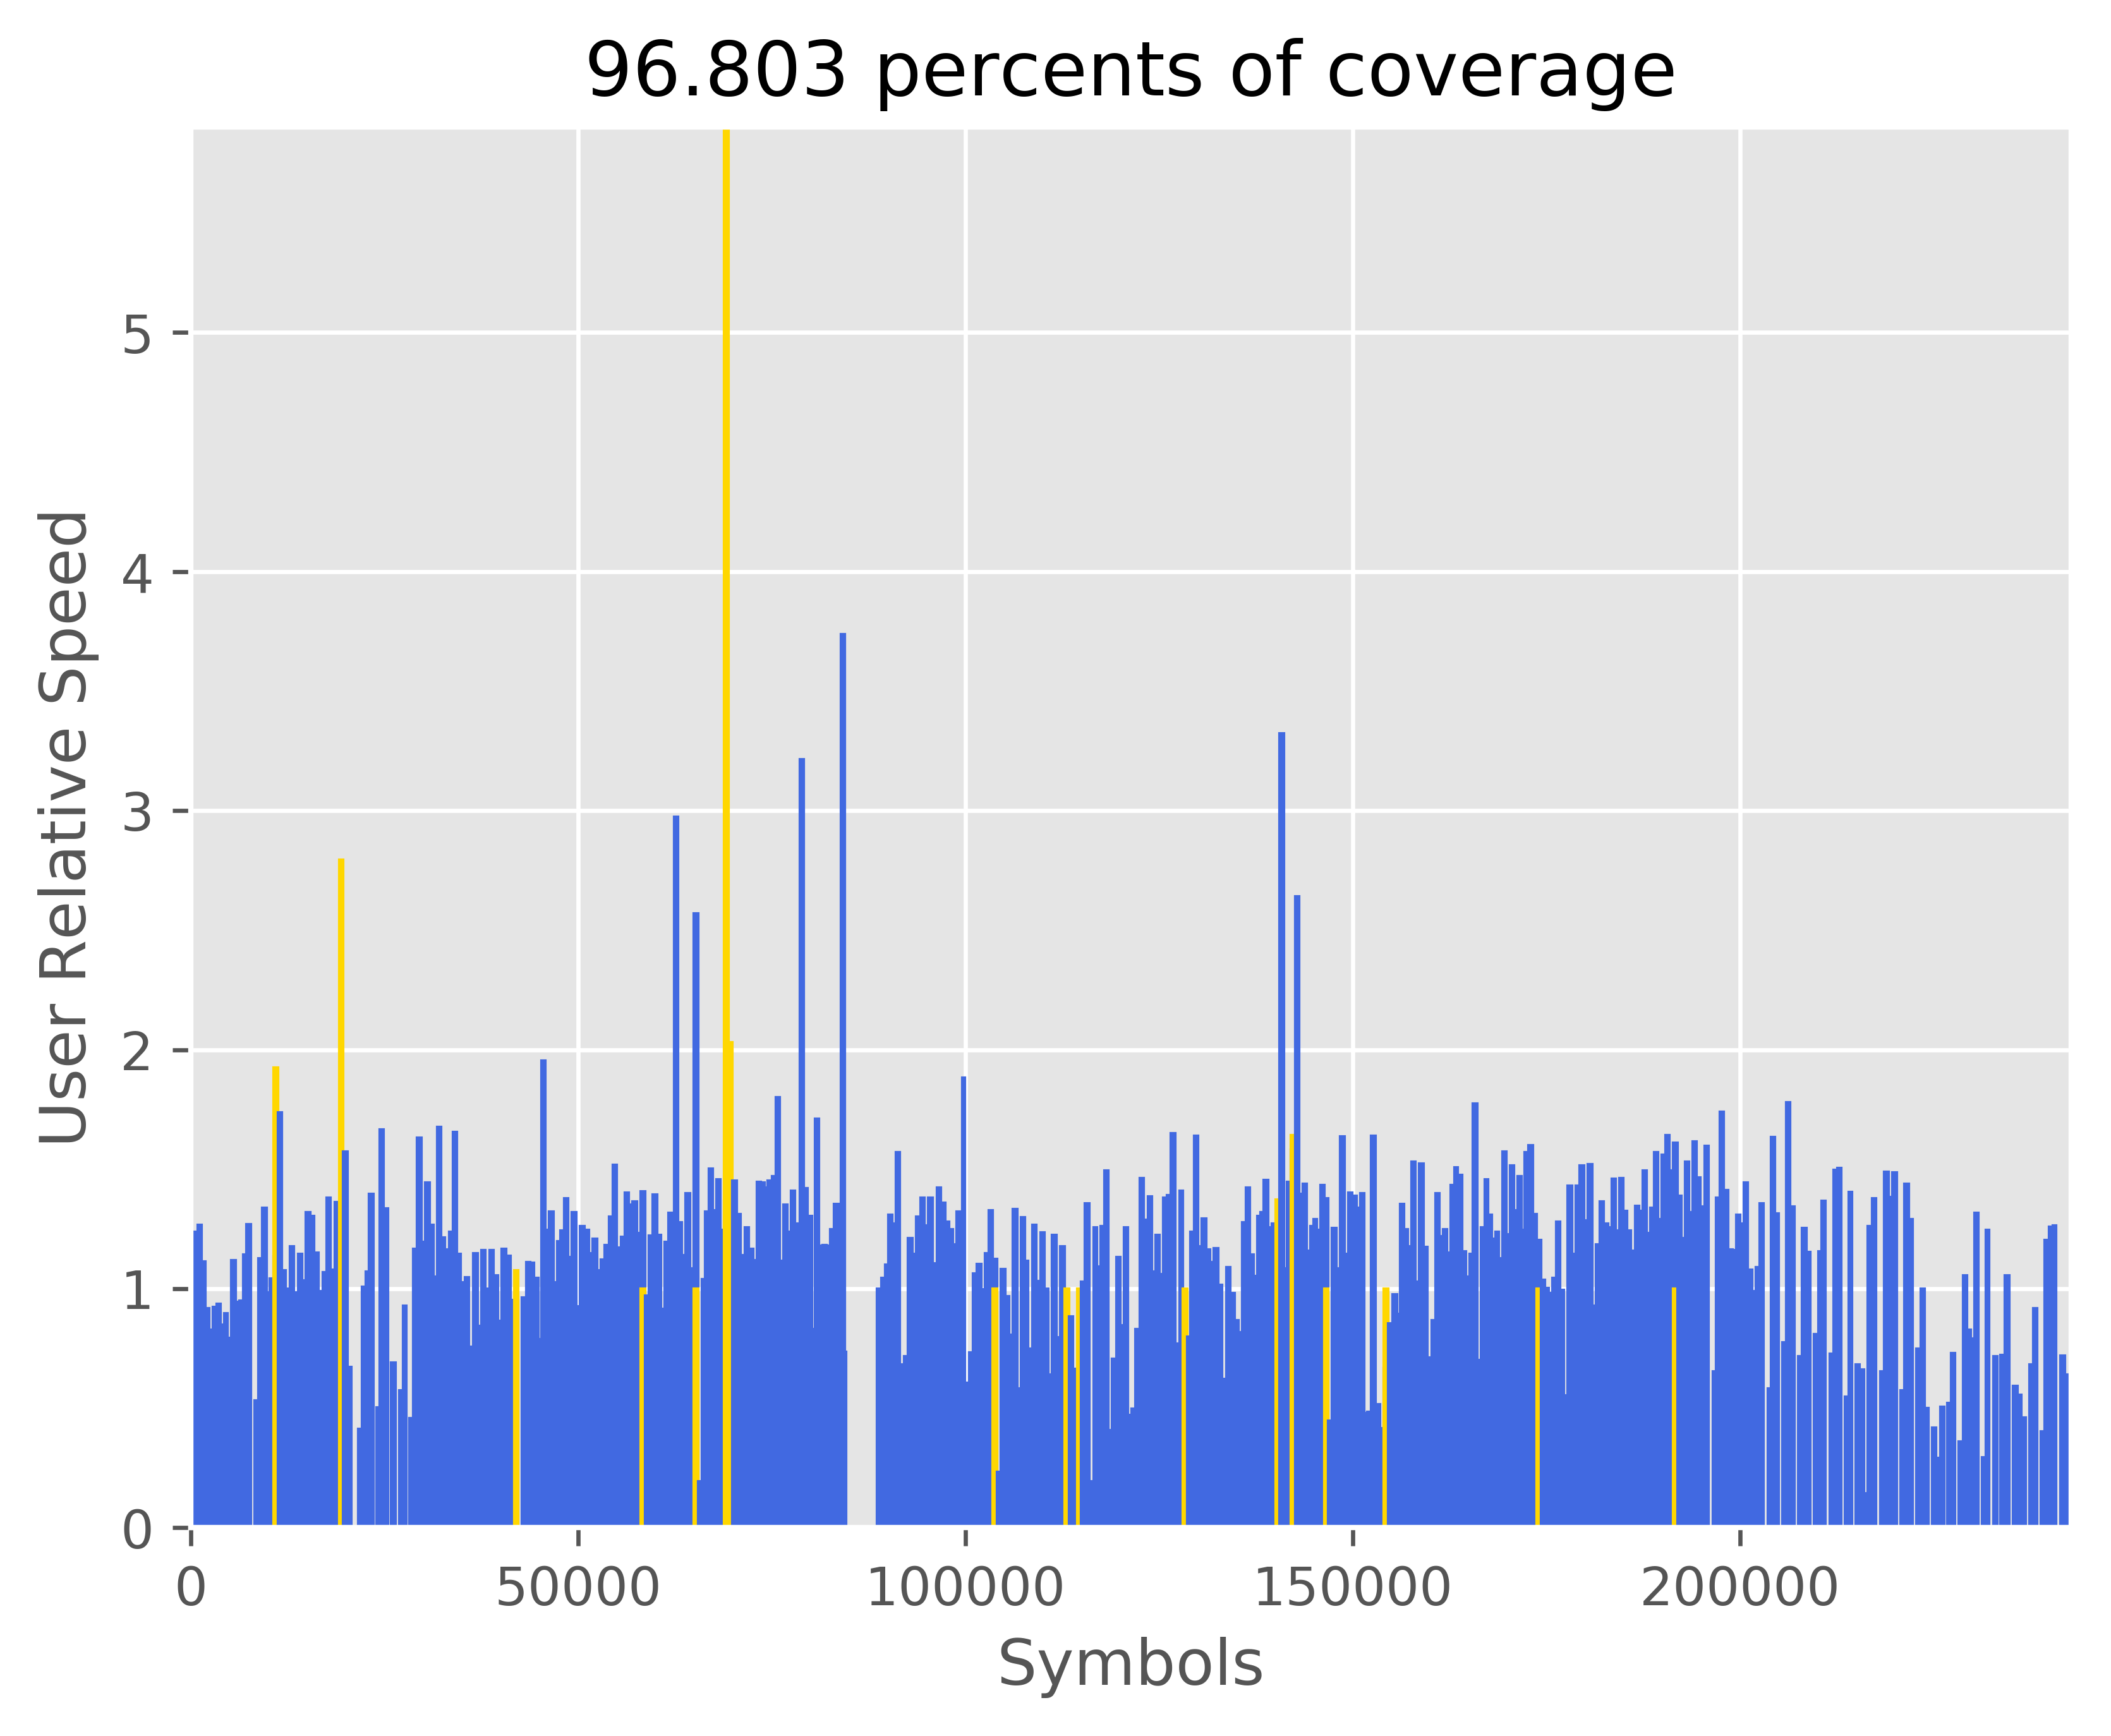 96.803 percents of coverage
User Relative Speed
5
4
3
2
1
0
0 50000 100000 150000 200000
Symbols